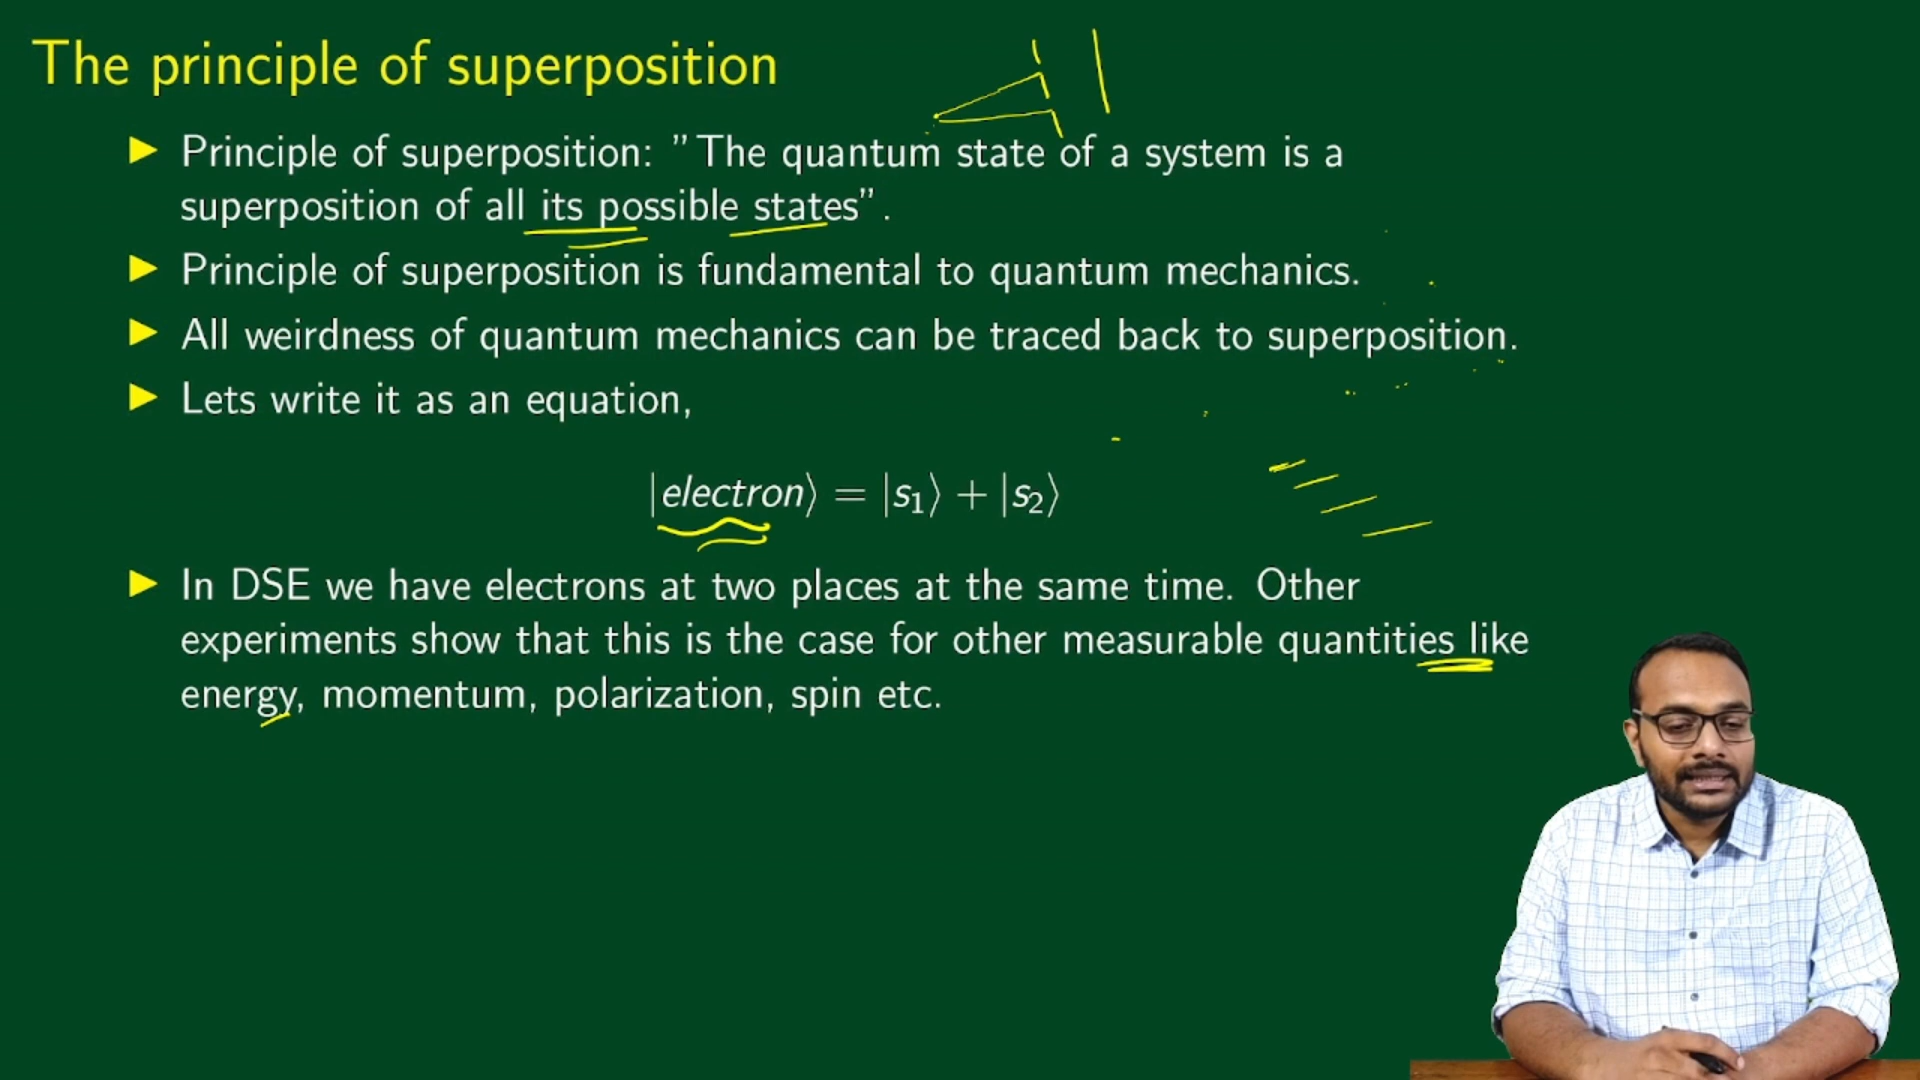 The principle of superposition
▶ Principle of superposition: ”The quantum state of a system is a
superposition of all its possible states”.
▶ Principle of superposition is fundamental to quantum mechanics.
▶ All weirdness of quantum mechanics can be traced back to superposition.
▶ Lets write it as an equation,
|electron⟩ = |s₁⟩ + |s₂⟩
▶ In DSE we have electrons at two places at the same time. Other
experiments show that this is the case for other measurable quantities like
energy, momentum, polarization, spin etc.